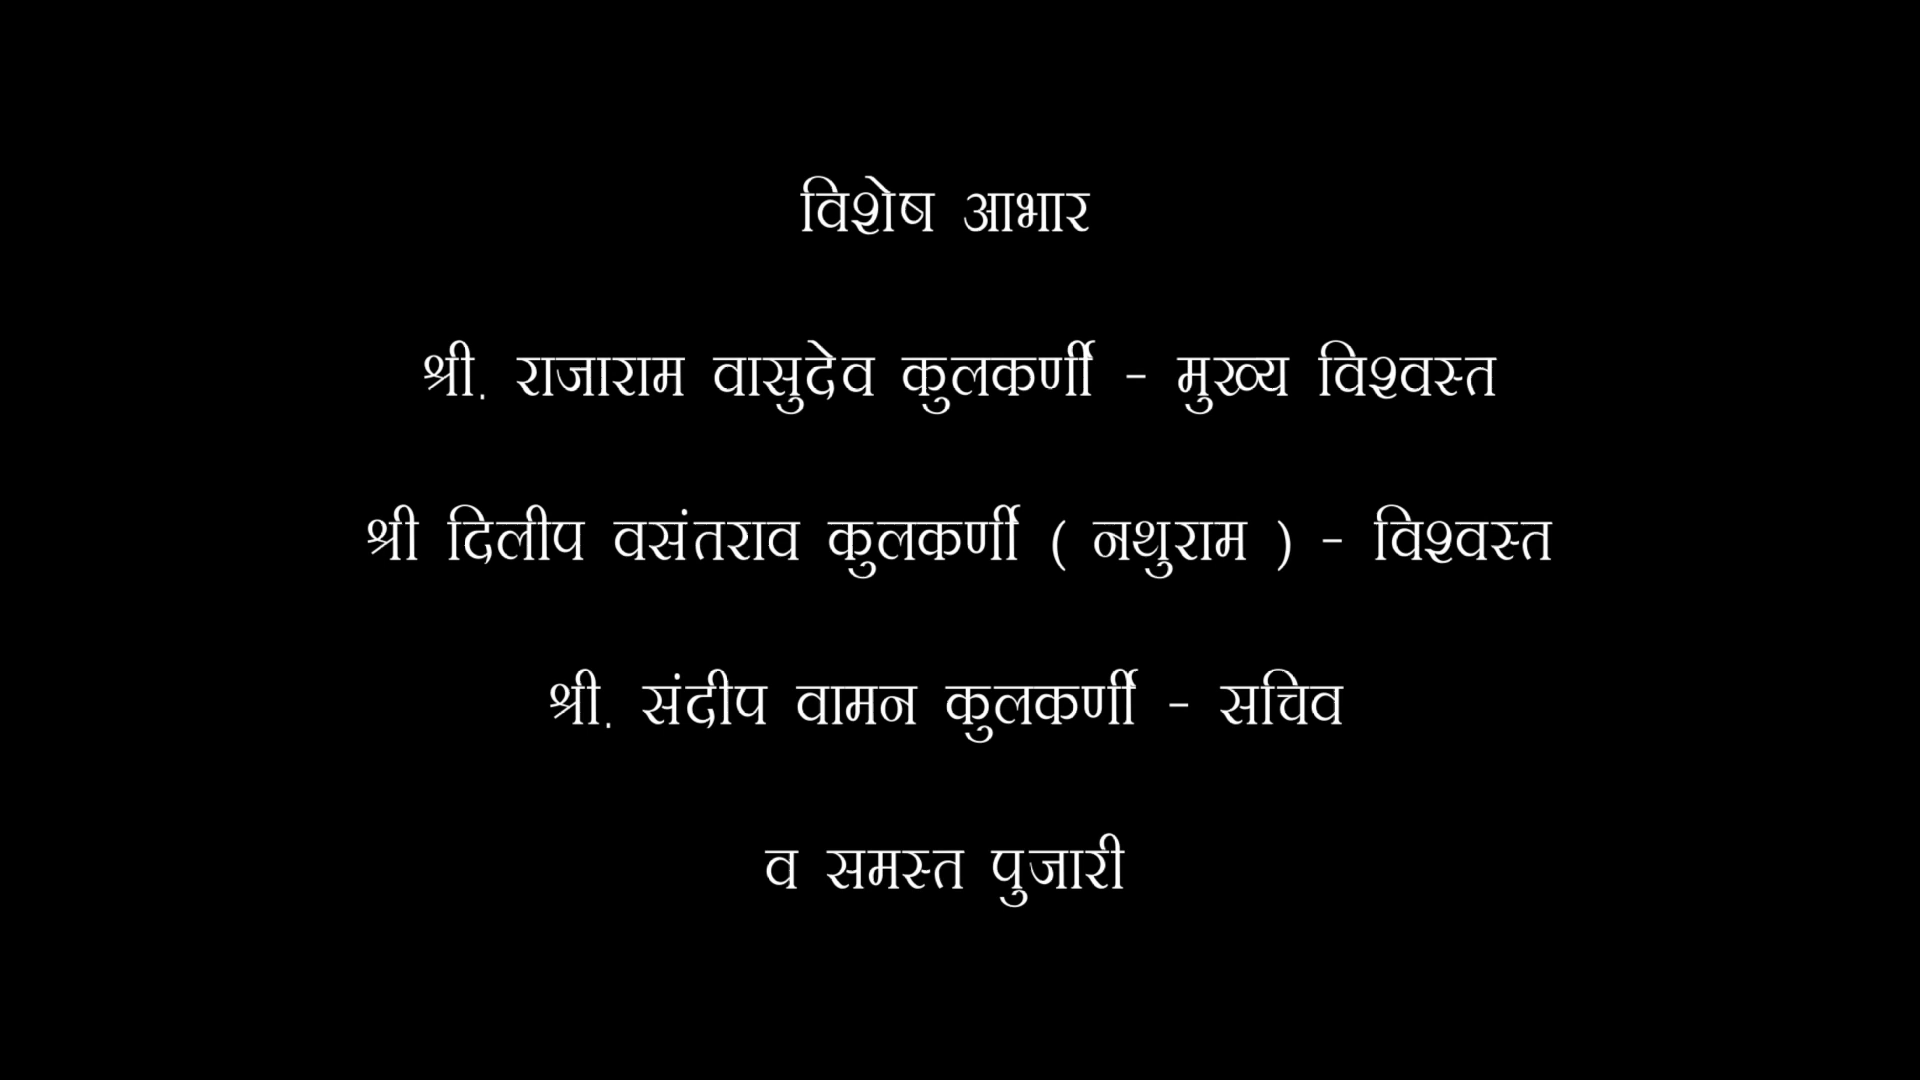 विशेष आभार
श्री. राजाराम वासुदेव कुलकर्णी - मुख्य विश्वस्त
श्री दिलीप वसंतराव कुलकर्णी ( नथुराम ) - विश्वस्त
श्री. संदीप वामन कुलकर्णी - सचिव
व समस्त पुजारी